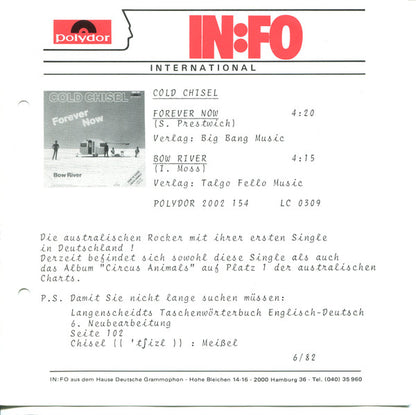 polydor
IN:FO
INTERNATIONAL
COLD CHISEL
Forever
Now
Bow River
COLD CHISEL
FOREVER NOW 4:20
(S. Prestwich)
Verlag: Big Bang Music
BOW RIVER 4:15
(I. Moss)
Verlag: Talgo Fello Music
POLYDOR 2002 154 LC 0309
Die australischen Rocker mit ihrer ersten Single
in Deutschland !
Derzeit befindet sich sowohl diese Single als auch
das Album "Circus Animals" auf Platz 1 der australischen
Charts.
P.S. Damit Sie nicht lange suchen müssen:
Langenscheidts Taschenwörterbuch Englisch-Deutsch
6. Neubearbeitung
Seite 102
Chisel (( 'tʃizl )) : Meißel
6/82
IN:FO aus dem Hause Deutsche Grammophon - Hohe Bleichen 14-16 - 2000 Hamburg 36 - Tel. (040) 35 960